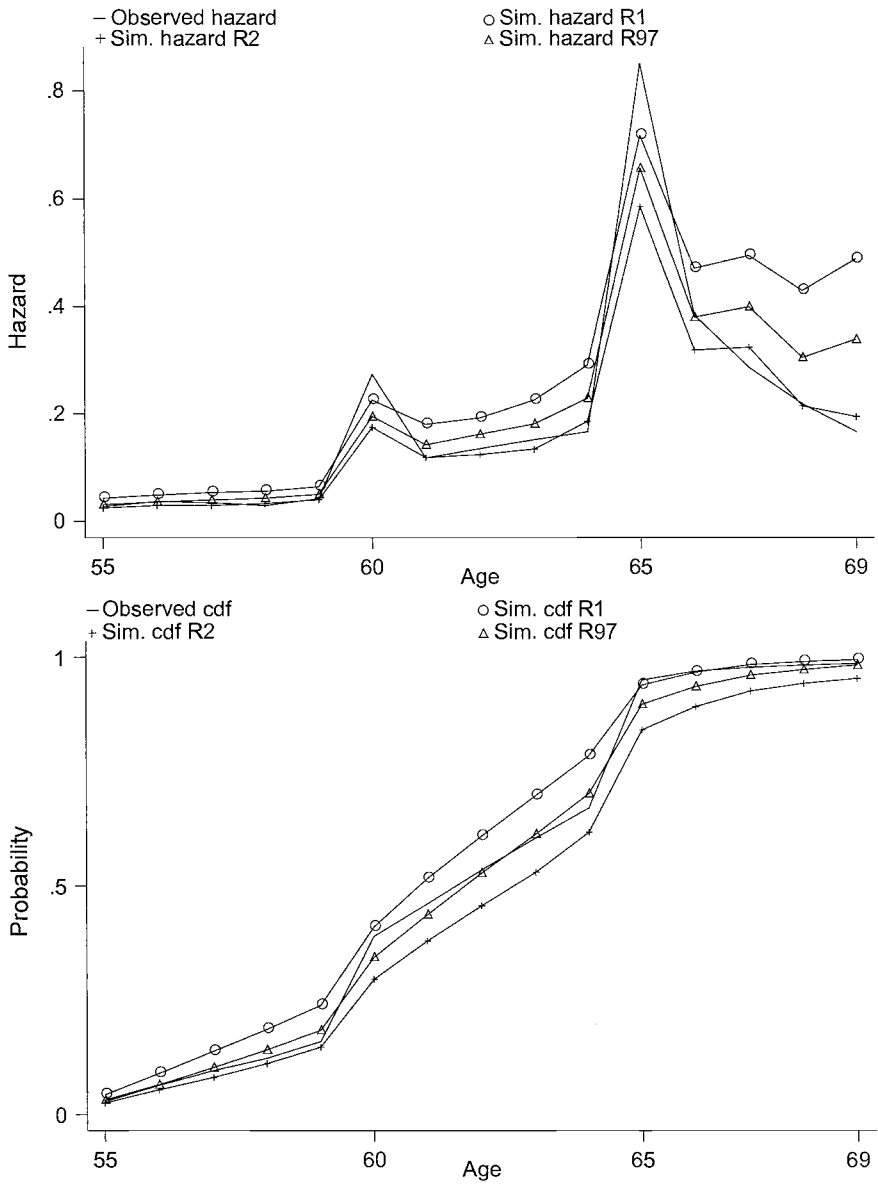 – Observed hazard
○ Sim. hazard R1
+ Sim. hazard R2
△ Sim. hazard R97
.8
.6
.4
.2
0
Hazard
55
60
65
69
Age
– Observed cdf
○ Sim. cdf R1
+ Sim. cdf R2
△ Sim. cdf R97
1
.5
0
Probability
55
60
65
69
Age